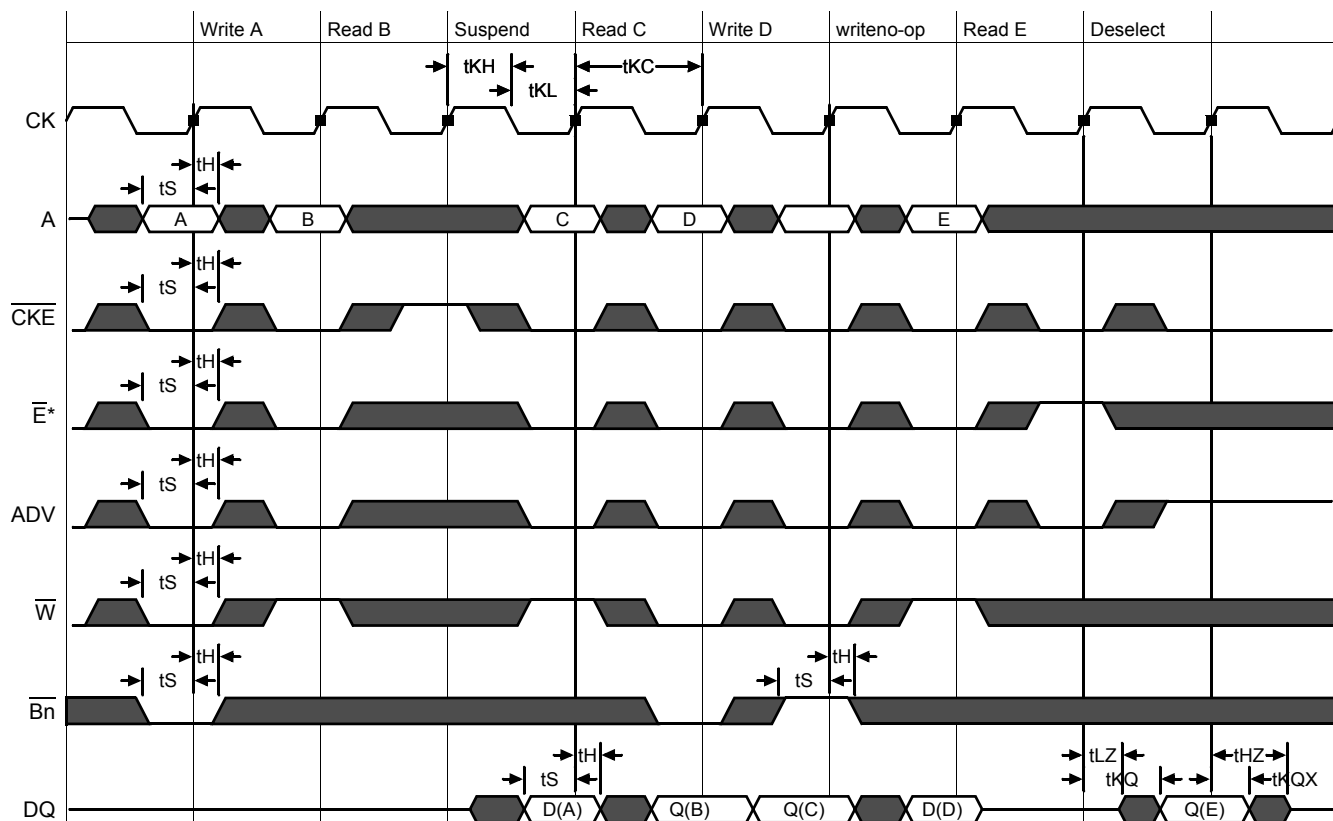 Write A Read B Suspend Read C Write D writeno-op Read E Deselect
tKH tKC
tKL
CK
tH
tS
A A B C D E
tH
tS
CKE
tH
tS
E*
tH
tS
ADV
tH
tS
W
tH tH
tS tS
Bn
tH tLZ tHZ
tS tKQ tKQX
DQ D(A) Q(B) Q(C) D(D) Q(E)